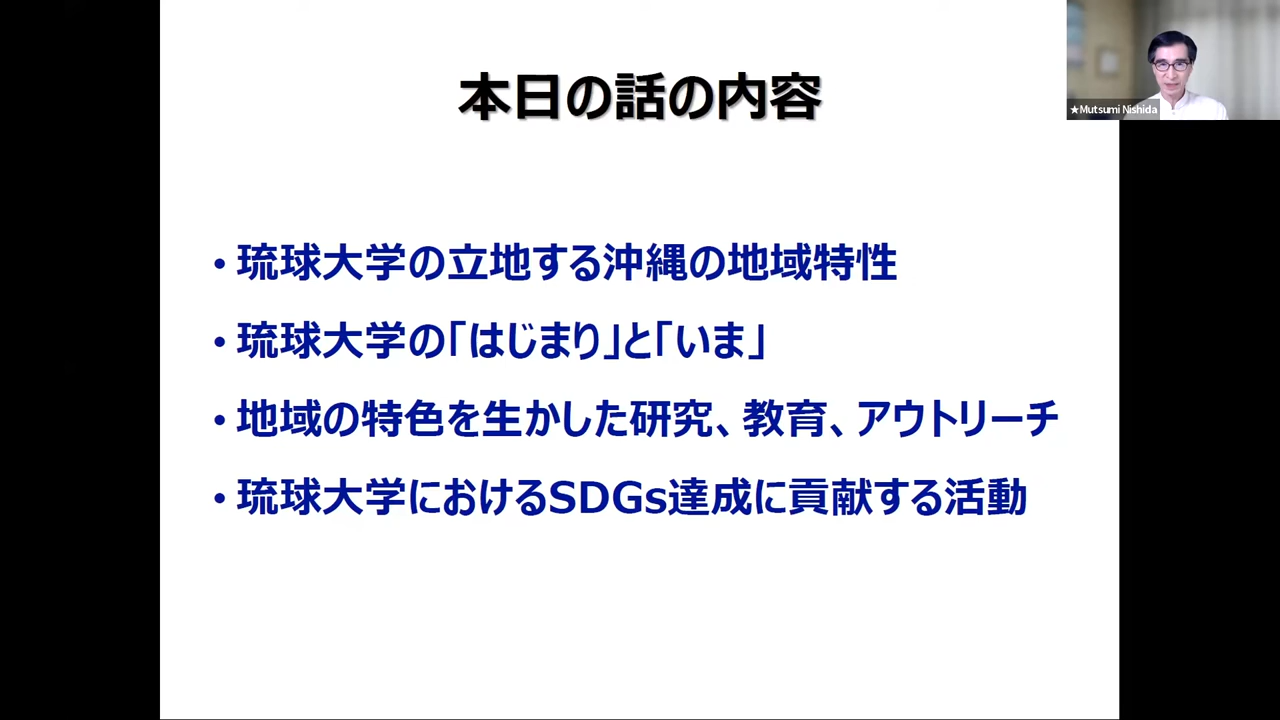 本日の話の内容
★Mutsumi Nishida
• 琉球大学の立地する沖縄の地域特性
• 琉球大学の「はじまり」と「いま」
• 地域の特色を生かした研究、教育、アウトリーチ
• 琉球大学におけるSDGs達成に貢献する活動